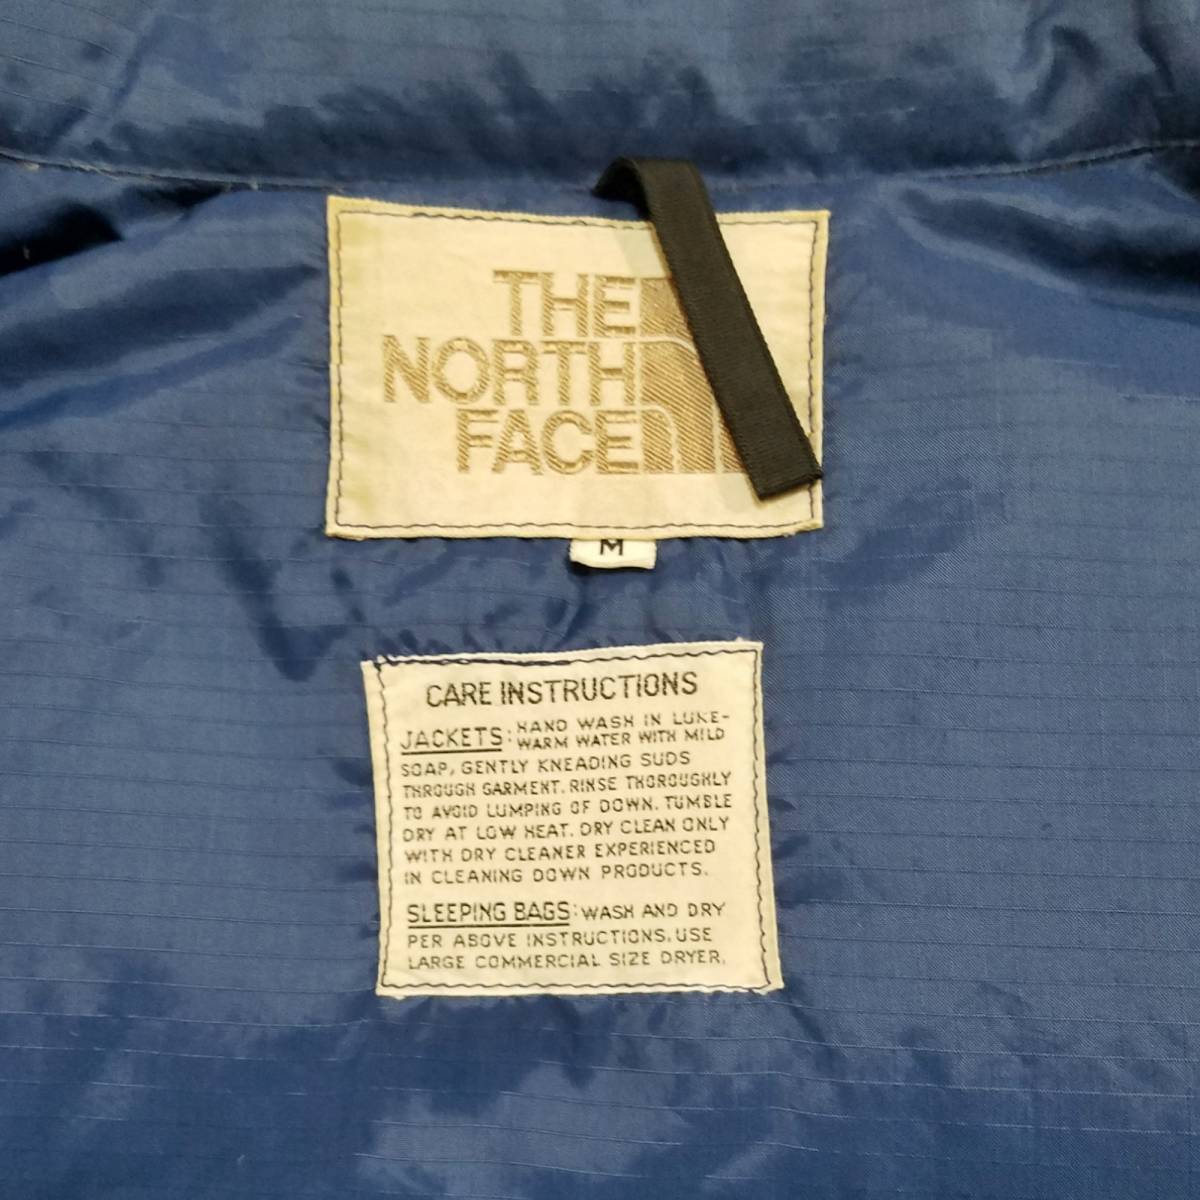 THE
NORTH
FACE
M
CARE INSTRUCTIONS
JACKETS: HAND WASH IN LUKE-
WARM WATER WITH MILD
SOAP, GENTLY KNEADING SUDS
THROUGH GARMENT. RINSE THOROUGHLY
TO AVOID LUMPING OF DOWN. TUMBLE
DRY AT LOW HEAT. DRY CLEAN ONLY
WITH DRY CLEANER EXPERIENCED
IN CLEANING DOWN PRODUCTS.
SLEEPING BAGS: WASH AND DRY
PER ABOVE INSTRUCTIONS. USE
LARGE COMMERCIAL SIZE DRYER.